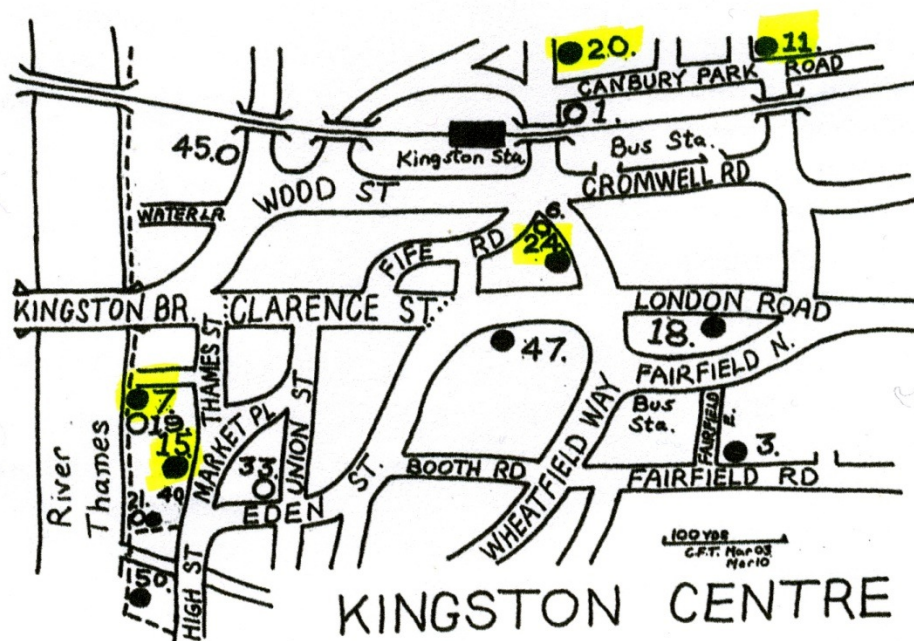 20.
11.
CANBURY PARK ROAD
1.
45.
Kingston Sta.
Bus Sta.
WOOD ST
CROMWELL RD
WATER LA.
6.
FIFE RD
24.
KINGSTON BR.
CLARENCE ST.
LONDON ROAD
THAMES ST.
18.
47.
FAIRFIELD N.
7.
19.
MARKET PL
UNION ST
15.
33.
Bus Sta.
FAIRFIELD E.
3.
40.
21.
EDEN ST.
BOOTH RD
WHEATFIELD WAY
FAIRFIELD RD
River Thames
50.
HIGH ST
100 YDS
C.F.T. Mar 03
Mar 10
KINGSTON CENTRE